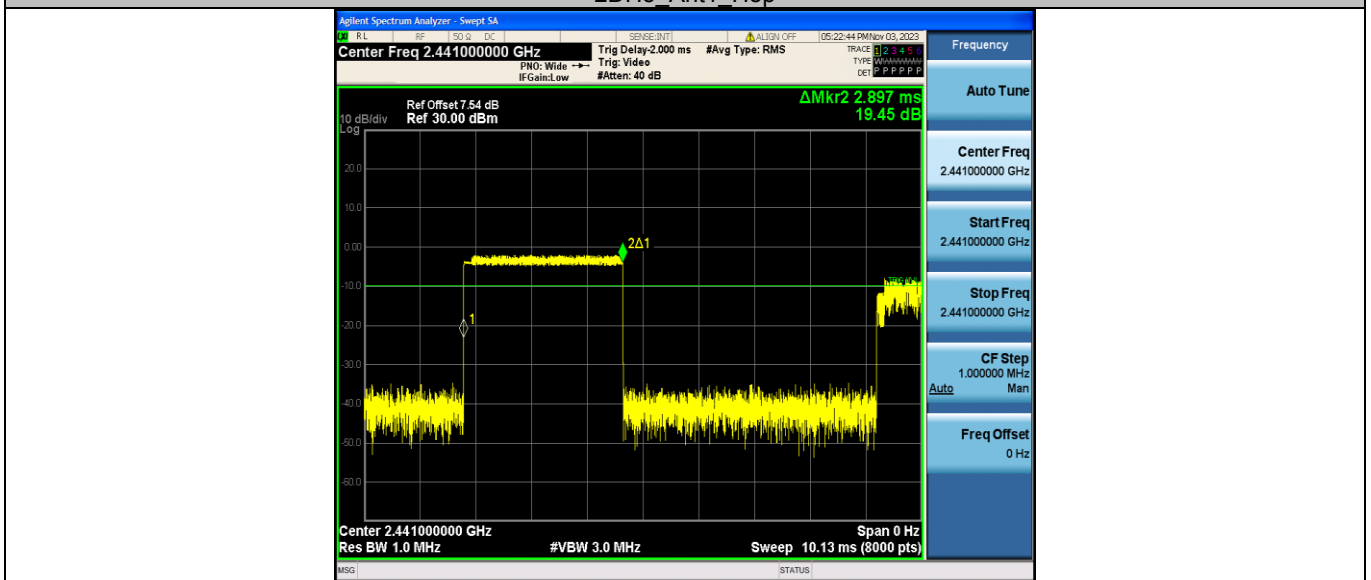 2DH5_Ant1_Hop
Agilent Spectrum Analyzer - Swept SA
RL RF 50 Ω DC SENSE:INT ALIGN OFF 05:22:44 PM Nov 03, 2023
Center Freq 2.441000000 GHz
PNO: Wide
IFGain:Low
Trig Delay-2.000 ms
Trig: Video
#Atten: 40 dB
#Avg Type: RMS
TRACE 1 2 3 4 5 6
TYPE WWWWWW
DET P P P P P P
Ref Offset 7.54 dB
10 dB/div Ref 30.00 dBm
Log
ΔMkr2 2.897 ms
19.45 dB
20.0
10.0
0.00
-10.0
-20.0
-30.0
-40.0
-50.0
-60.0
2Δ1
1
Center 2.441000000 GHz Span 0 Hz
Res BW 1.0 MHz #VBW 3.0 MHz Sweep 10.13 ms (8000 pts)
MSG STATUS
Frequency
Auto Tune
Center Freq
2.441000000 GHz
Start Freq
2.441000000 GHz
Stop Freq
2.441000000 GHz
CF Step
1.000000 MHz
Auto Man
Freq Offset
0 Hz